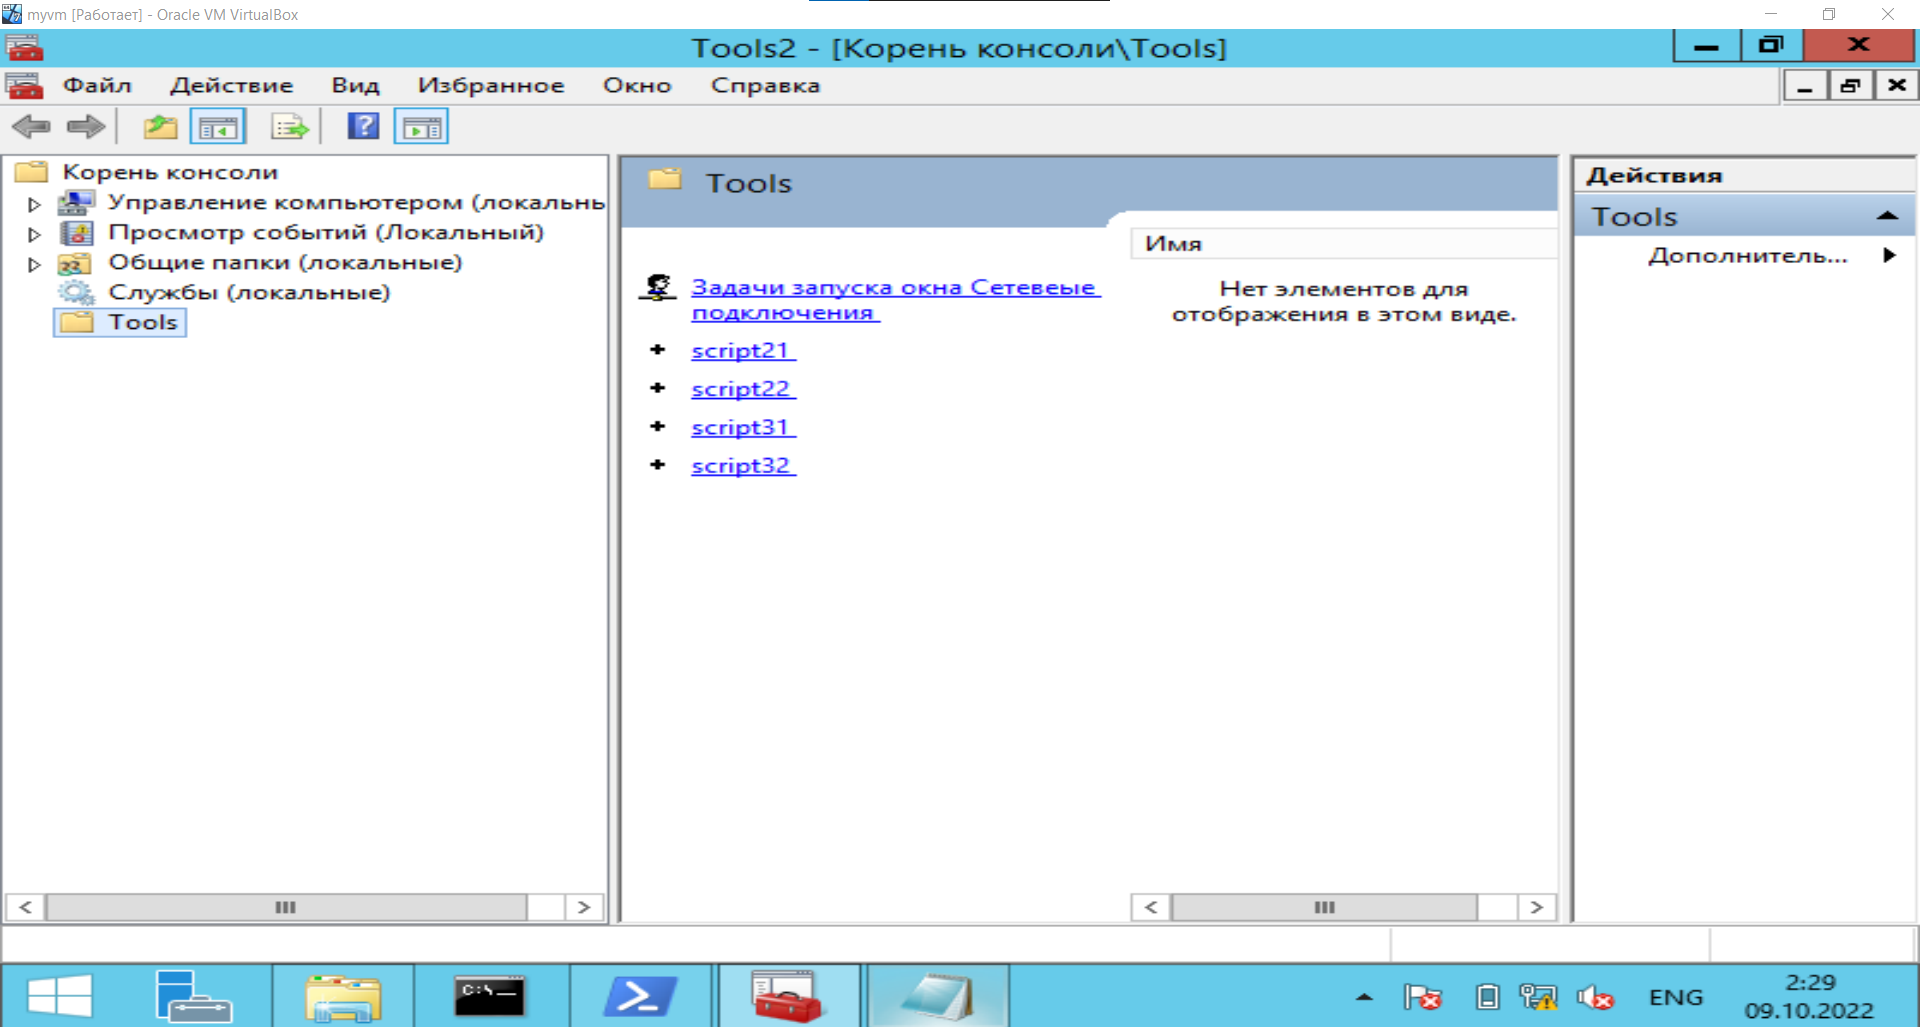 myvm [Работает] - Oracle VM VirtualBox
Tools2 - [Корень консоли\Tools]
Файл Действие Вид Избранное Окно Справка
Корень консоли
Управление компьютером (локальнь
Просмотр событий (Локальный)
Общие папки (локальные)
Службы (локальные)
Tools
Tools
Задачи запуска окна Сетевеые
подключения
script21
script22
script31
script32
Имя
Нет элементов для
отображения в этом виде.
Действия
Tools
Дополнитель...
C:\
ENG
2:29
09.10.2022